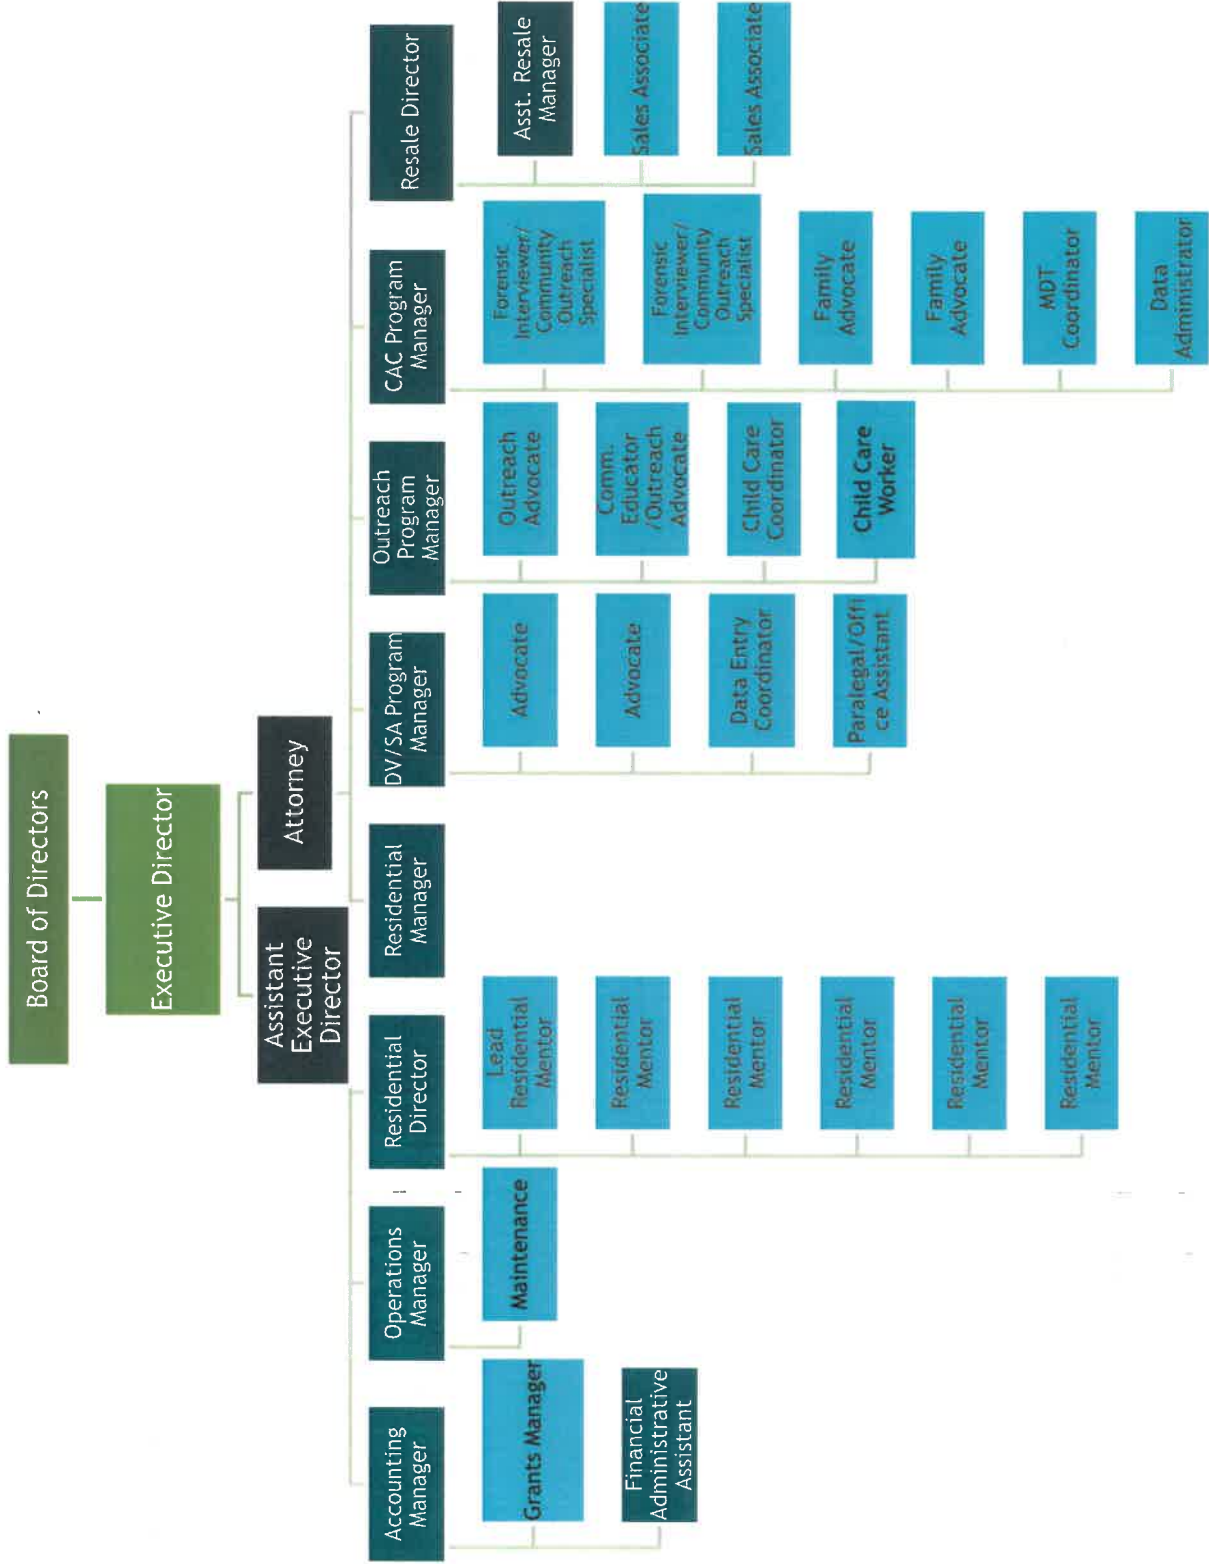 Board of Directors
Executive Director
Assistant
Executive
Director
Attorney
Accounting
Manager
Grants Manager
Financial
Administrative
Assistant
Operations
Manager
Maintenance
Residential
Director
Lead
Residential
Mentor
Residential
Mentor
Residential
Mentor
Residential
Mentor
Residential
Mentor
Residential
Mentor
Residential
Manager
DV/SA Program
Manager
Advocate
Advocate
Data Entry
Coordinator
Paralegal/Offi
ce Assistant
Outreach
Program
Manager
Outreach
Advocate
Comm.
Educator
/Outreach
Advocate
Child Care
Coordinator
Child Care
Worker
CAC Program
Manager
Forensic
Interviewer/
Community
Outreach
Specialist
Forensic
Interviewer/
Community
Outreach
Specialist
Family
Advocate
Family
Advocate
MDT
Coordinator
Data
Administrator
Resale Director
Asst. Resale
Manager
Sales Associate
Sales Associate